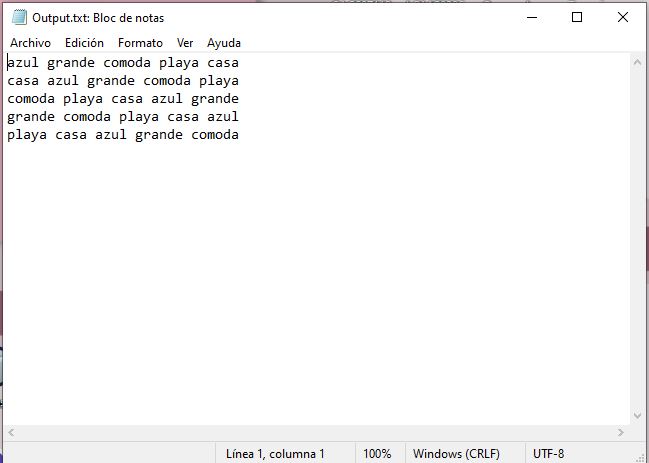 Output.txt: Bloc de notas
Archivo Edición Formato Ver Ayuda
azul grande comoda playa casa
casa azul grande comoda playa
comoda playa casa azul grande
grande comoda playa casa azul
playa casa azul grande comoda
Línea 1, columna 1 100% Windows (CRLF) UTF-8